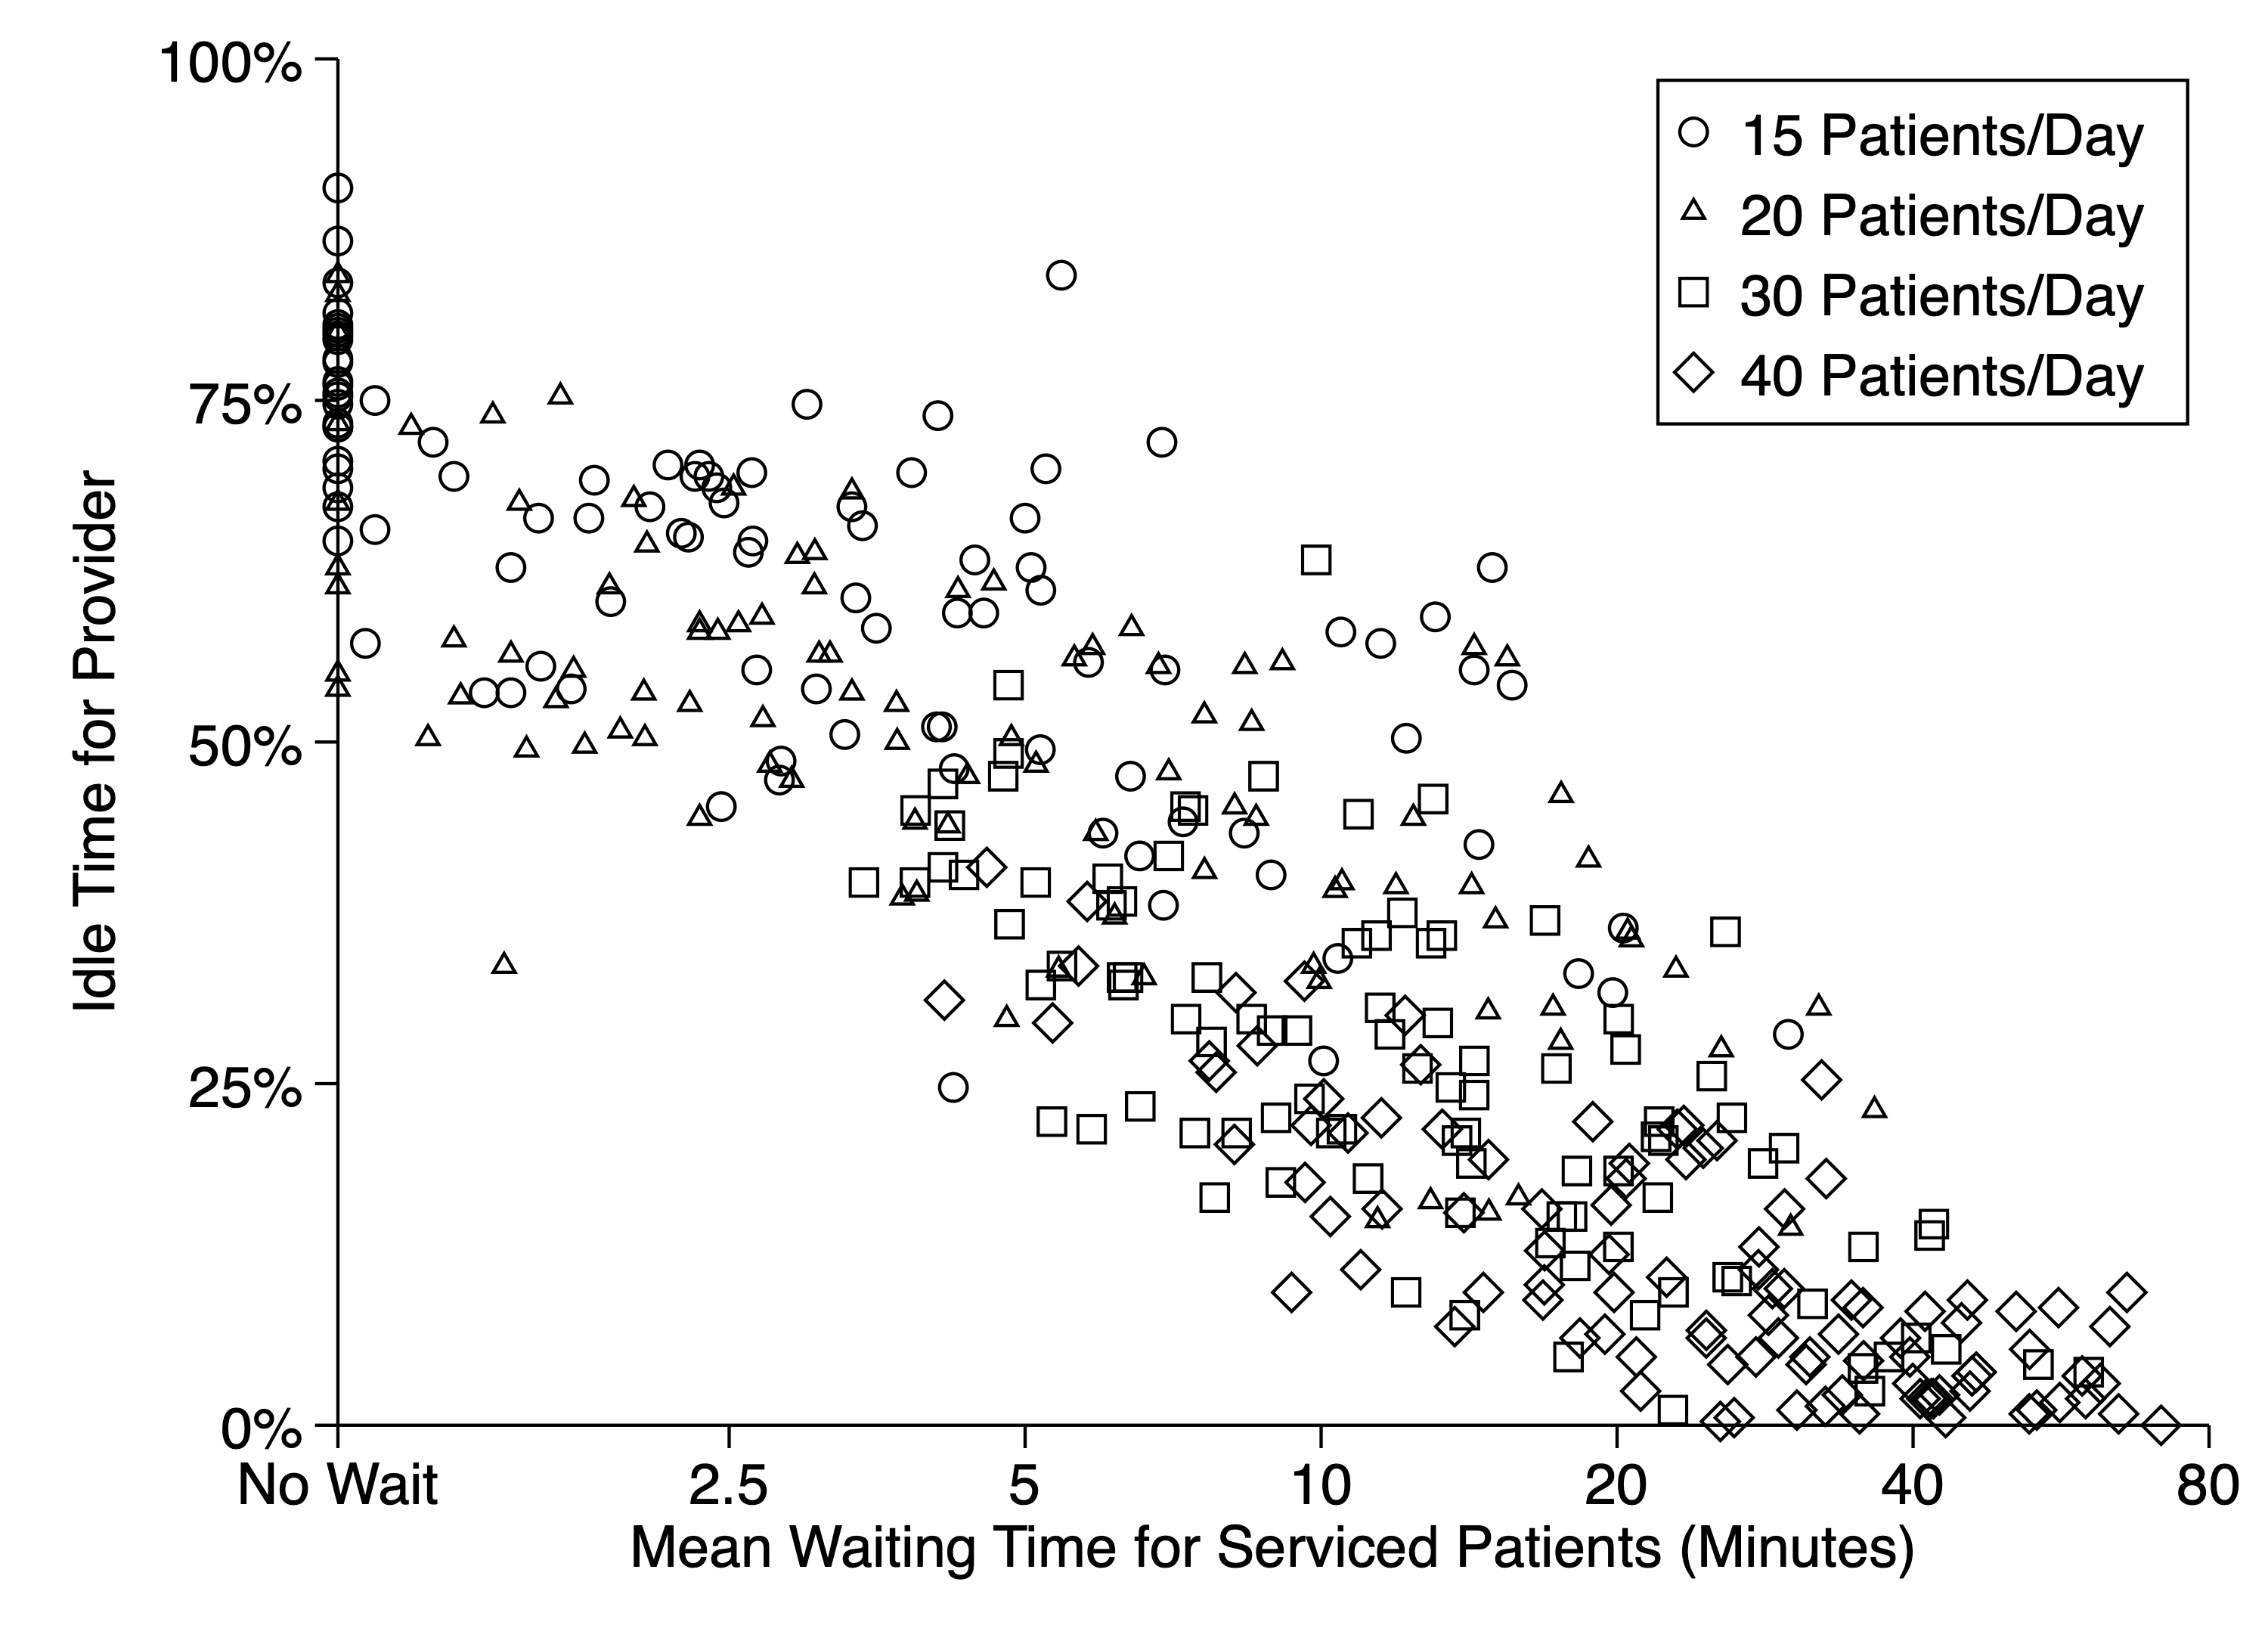 100%
75%
50%
25%
0%
Idle Time for Provider
15 Patients/Day
20 Patients/Day
30 Patients/Day
40 Patients/Day
No Wait 2.5 5 10 20 40 80
Mean Waiting Time for Serviced Patients (Minutes)